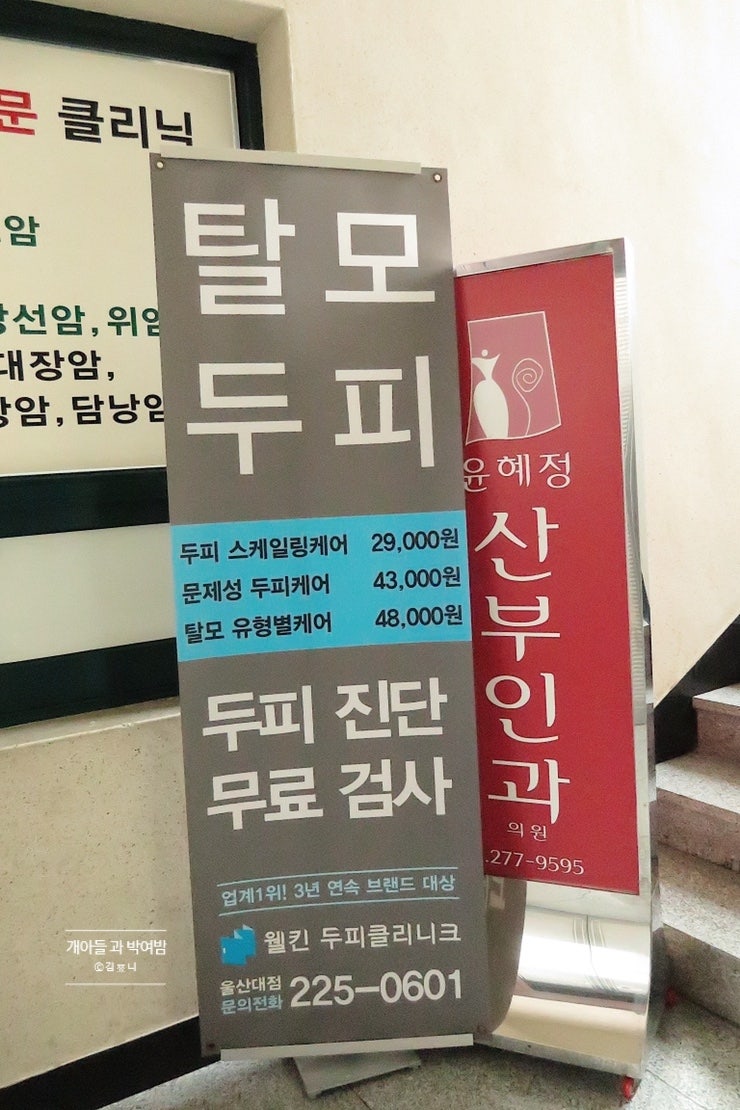 문 클리닉
암
방선암, 위암
대장암,
암, 담낭암
탈모
두피
두피 스케일링케어 29,000원
문제성 두피케어 43,000원
탈모 유형별케어 48,000원
두피 진단
무료 검사
업계1위! 3년 연속 브랜드 대상
웰킨 두피클리니크
울산대점
문의전화 225-0601
윤혜정
산부인과
의원
277-9595
개아들 과 박여밤